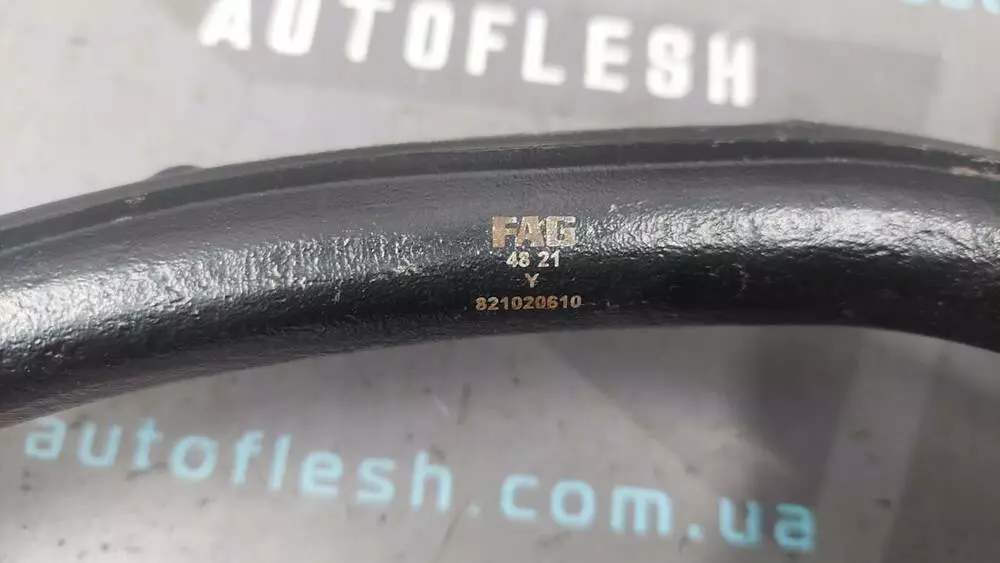 AUTOFLESH
FAG
48 21
Y
821020610
autoflesh.com.ua